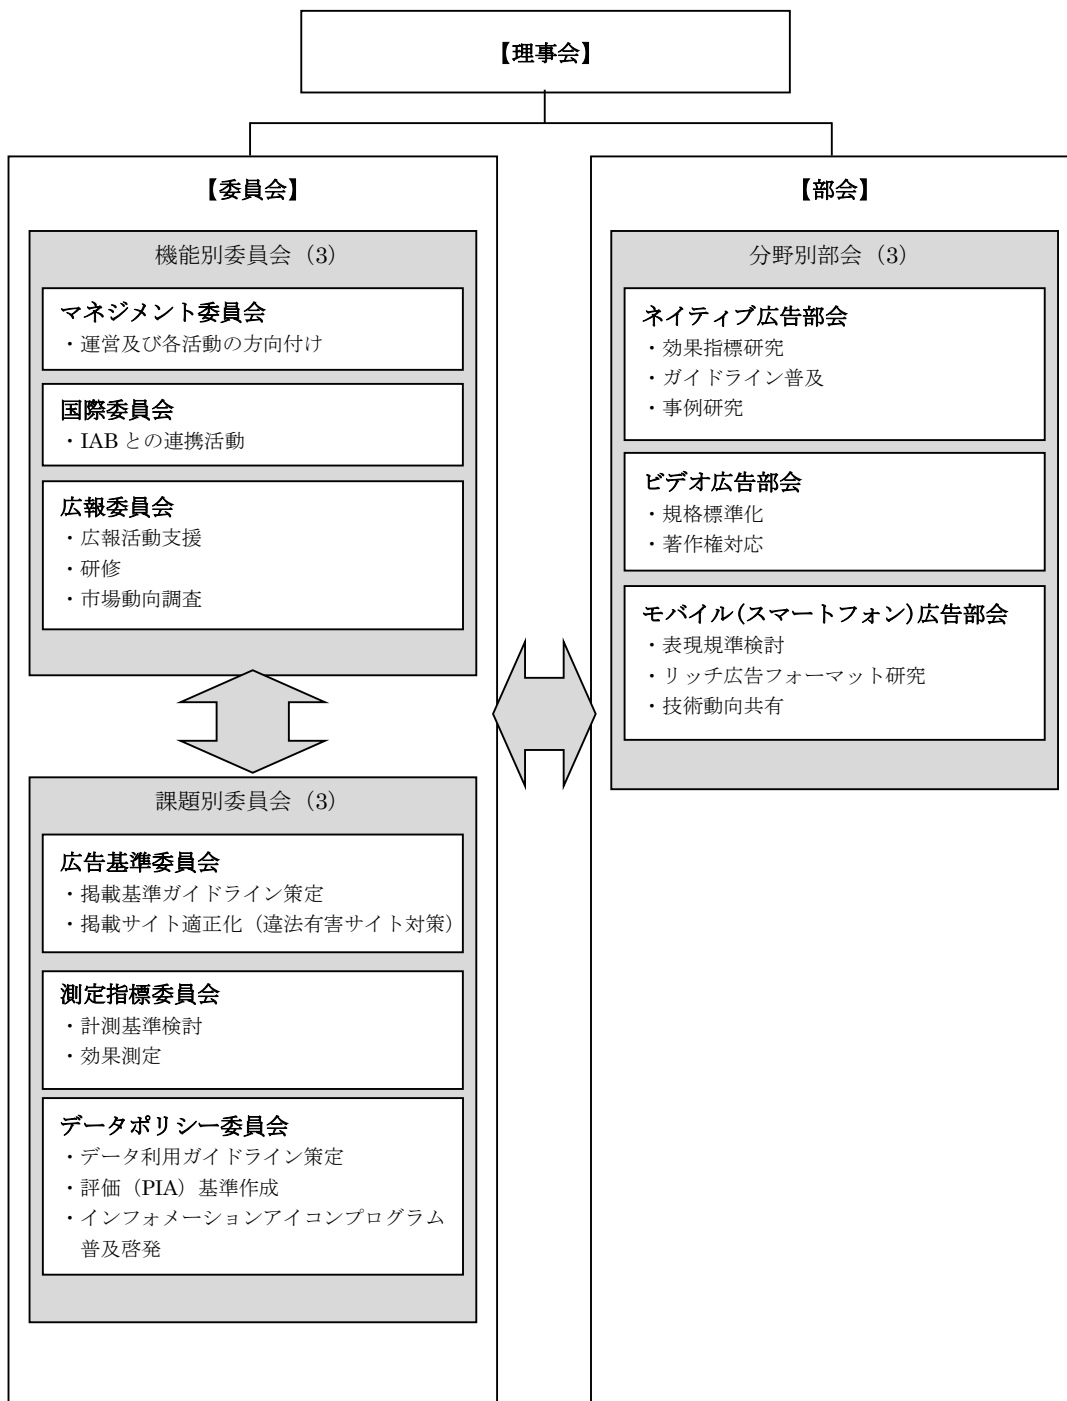 【理事会】
【委員会】
機能別委員会（3）
マネジメント委員会
・運営及び各活動の方向付け
国際委員会
・IAB との連携活動
広報委員会
・広報活動支援
・研修
・市場動向調査
課題別委員会（3）
広告基準委員会
・掲載基準ガイドライン策定
・掲載サイト適正化（違法有害サイト対策）
測定指標委員会
・計測基準検討
・効果測定
データポリシー委員会
・データ利用ガイドライン策定
・評価（PIA）基準作成
・インフォメーションアイコンプログラム
普及啓発
【部会】
分野別部会（3）
ネイティブ広告部会
・効果指標研究
・ガイドライン普及
・事例研究
ビデオ広告部会
・規格標準化
・著作権対応
モバイル(スマートフォン)広告部会
・表現規準検討
・リッチ広告フォーマット研究
・技術動向共有